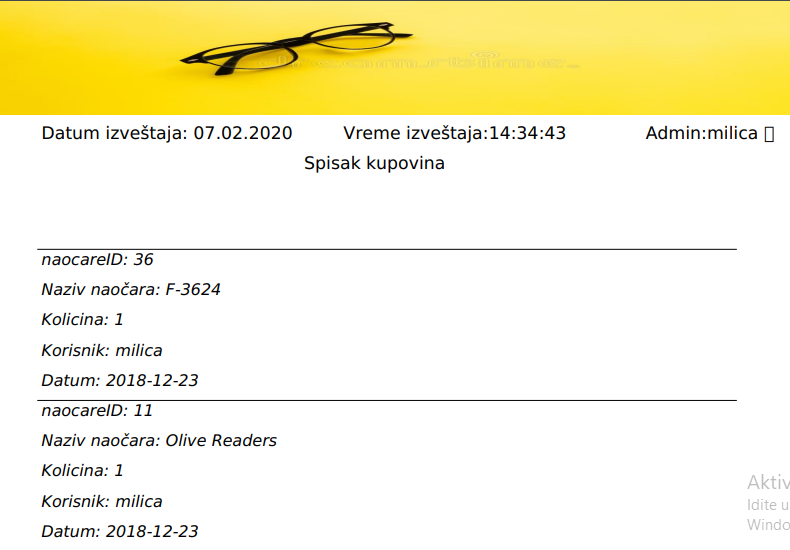 Datum izveštaja: 07.02.2020 Vreme izveštaja:14:34:43 Admin:milica
Spisak kupovina
naocareID: 36
Naziv naočara: F-3624
Kolicina: 1
Korisnik: milica
Datum: 2018-12-23
naocareID: 11
Naziv naočara: Olive Readers
Kolicina: 1
Korisnik: milica
Datum: 2018-12-23
Aktiv
Idite u
Windo